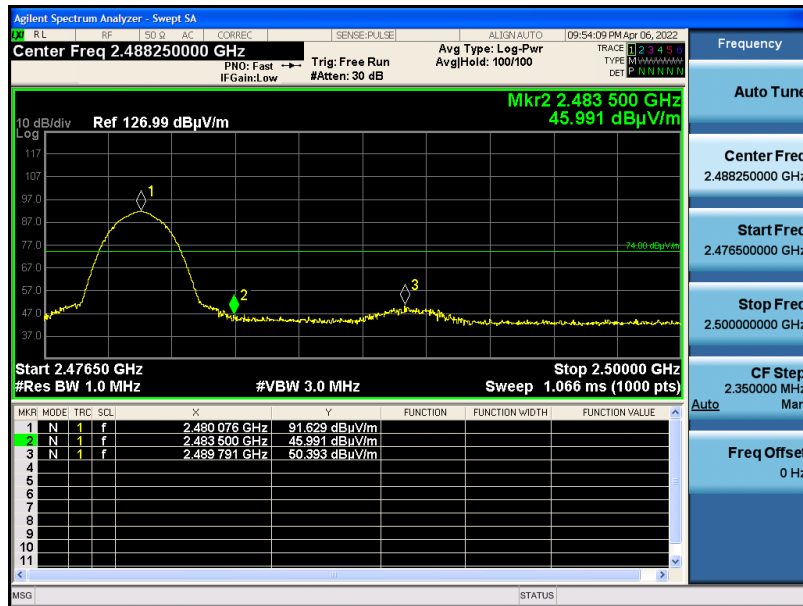 Agilent Spectrum Analyzer - Swept SA
LXI RL RF 50 Ω AC CORREC SENSE:PULSE ALIGN AUTO 09:54:09 PM Apr 06, 2022
Center Freq 2.488250000 GHz
PNO: Fast
IFGain:Low
Trig: Free Run
#Atten: 30 dB
Avg Type: Log-Pwr
Avg|Hold: 100/100
TRACE 1 2 3 4 5 6
TYPE M
DET P N N N N N
Mkr2 2.483 500 GHz
45.991 dBµV/m
10 dB/div Ref 126.99 dBµV/m
Log
117
107
97.0
87.0
77.0
67.0
57.0
47.0
37.0
1
2
3
74.00 dBµV/m
Start 2.47650 GHz Stop 2.50000 GHz
#Res BW 1.0 MHz #VBW 3.0 MHz Sweep 1.066 ms (1000 pts)
MKR MODE TRC SCL X Y FUNCTION FUNCTION WIDTH FUNCTION VALUE
1 N 1 f 2.480 076 GHz 91.629 dBµV/m
2 N 1 f 2.483 500 GHz 45.991 dBµV/m
3 N 1 f 2.489 791 GHz 50.393 dBµV/m
4
5
6
7
8
9
10
11
MSG STATUS
Frequency
Auto Tune
Center Freq
2.488250000 GHz
Start Freq
2.476500000 GHz
Stop Freq
2.500000000 GHz
CF Step
2.350000 MHz
Auto Man
Freq Offset
0 Hz